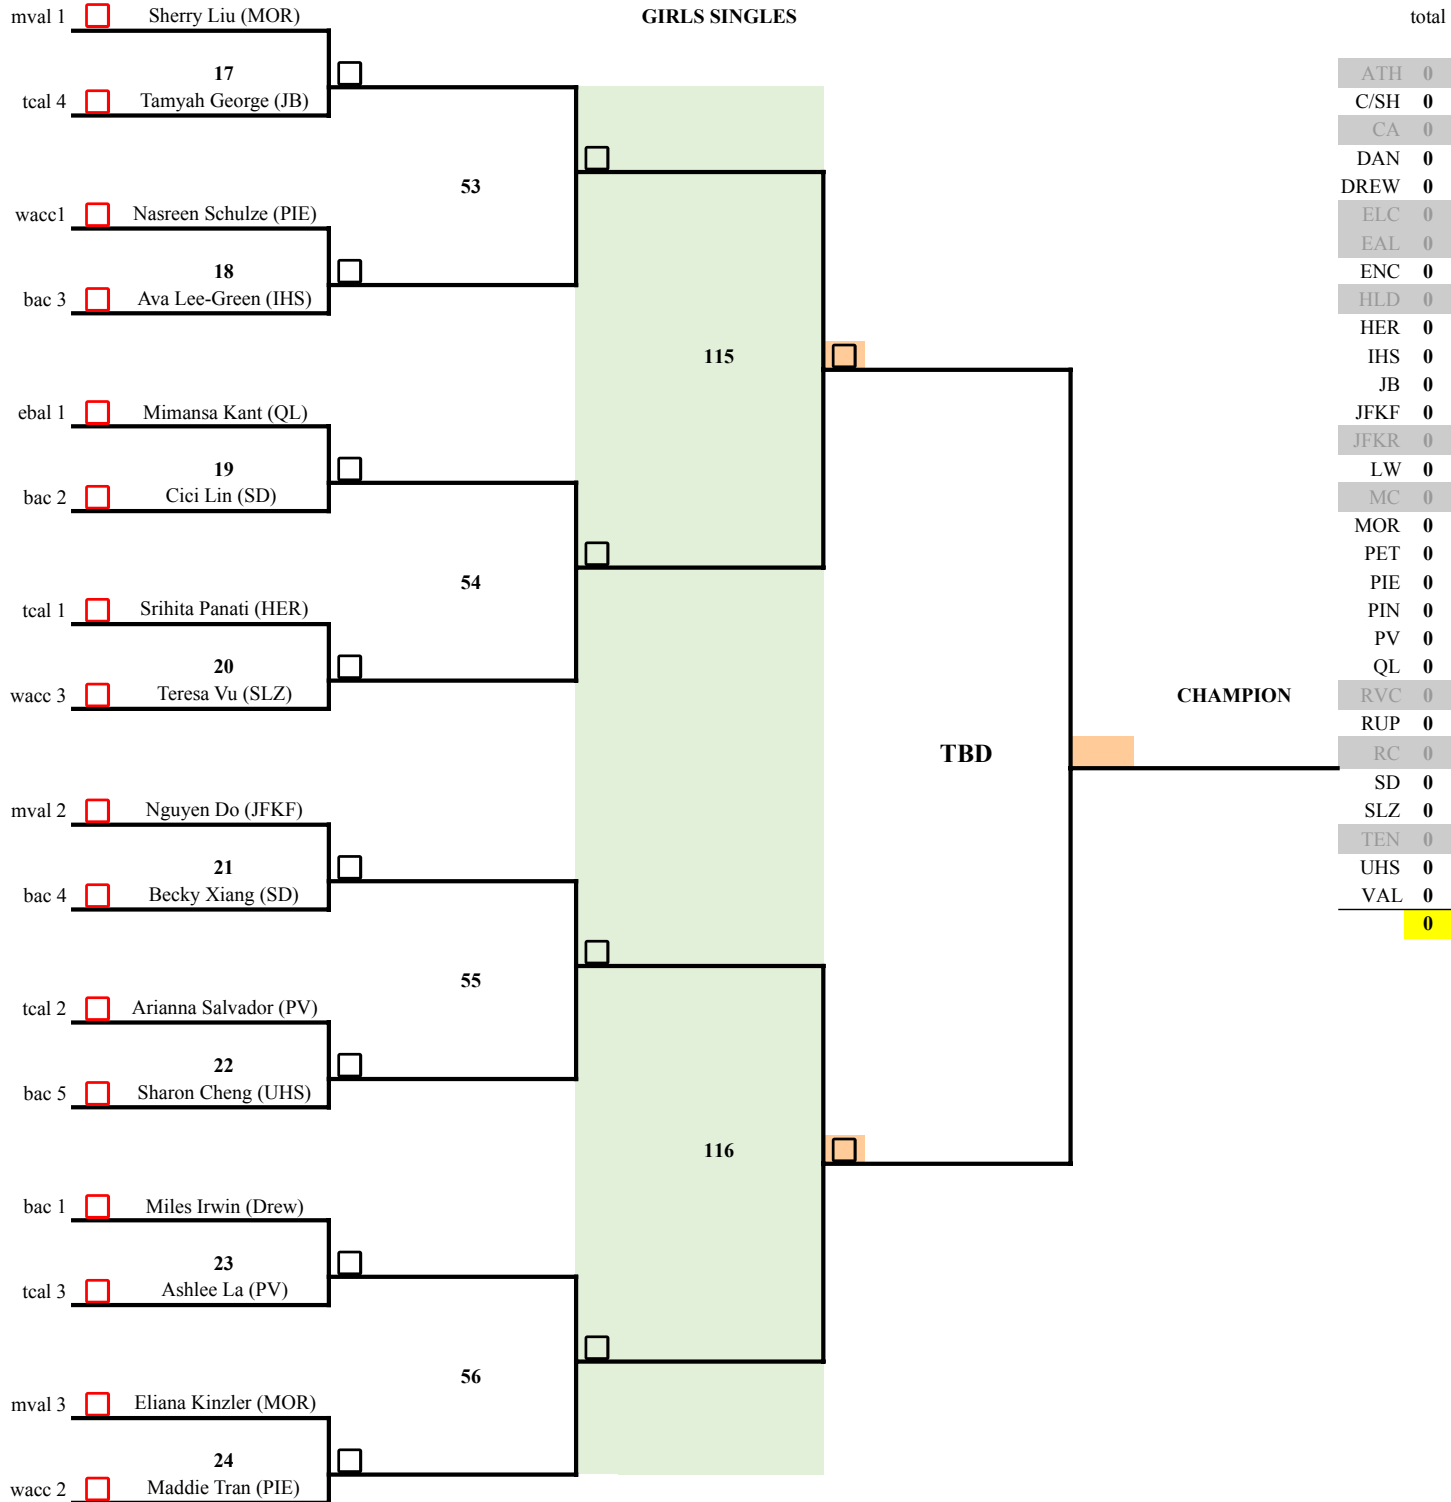 GIRLS SINGLES
total
mval 1 Sherry Liu (MOR)
17
tcal 4 Tamyah George (JB)
53
wacc1 Nasreen Schulze (PIE)
18
bac 3 Ava Lee-Green (IHS)
115
ebal 1 Mimansa Kant (QL)
19
bac 2 Cici Lin (SD)
54
tcal 1 Srihita Panati (HER)
20
wacc 3 Teresa Vu (SLZ)
CHAMPION
TBD
mval 2 Nguyen Do (JFKF)
21
bac 4 Becky Xiang (SD)
55
tcal 2 Arianna Salvador (PV)
22
bac 5 Sharon Cheng (UHS)
116
bac 1 Miles Irwin (Drew)
23
tcal 3 Ashlee La (PV)
56
mval 3 Eliana Kinzler (MOR)
24
wacc 2 Maddie Tran (PIE)
ATH 0
C/SH 0
CA 0
DAN 0
DREW 0
ELC 0
EAL 0
ENC 0
HLD 0
HER 0
IHS 0
JB 0
JFKF 0
JFKR 0
LW 0
MC 0
MOR 0
PET 0
PIE 0
PIN 0
PV 0
QL 0
RVC 0
RUP 0
RC 0
SD 0
SLZ 0
TEN 0
UHS 0
VAL 0
0